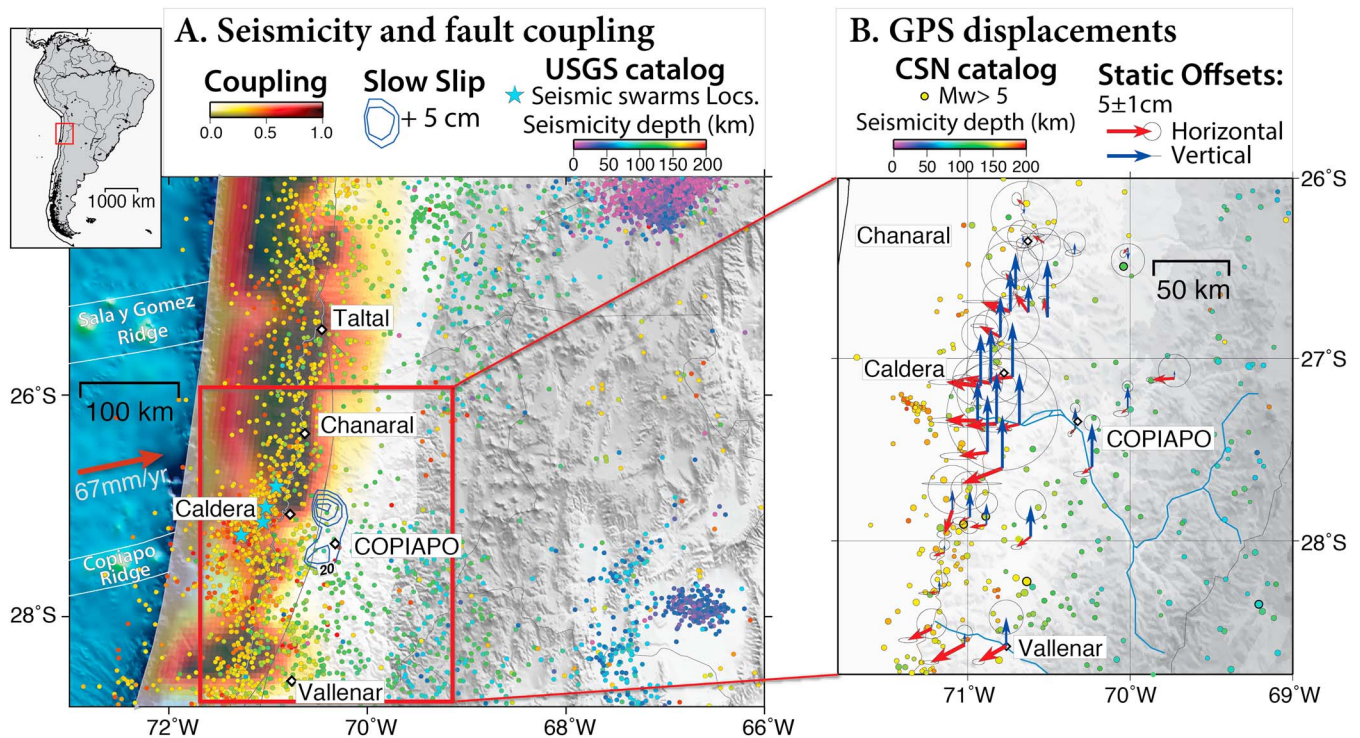 A. Seismicity and fault coupling
Coupling
0.0 0.5 1.0
Slow Slip
+ 5 cm
USGS catalog
Seismic swarms Locs.
Seismicity depth (km)
0 50 100 150 200
1000 km
Sala y Gomez
Ridge
Taltal
26°S
100 km
Chanaral
67mm/yr
Caldera
COPIAPO
Copiapo
Ridge
20
28°S
Vallenar
72°W 70°W 68°W 66°W
B. GPS displacements
CSN catalog
Mw> 5
Seismicity depth (km)
0 50 100 150 200
Static Offsets:
5±1cm
Horizontal
Vertical
26°S
Chanaral
50 km
27°S
Caldera
COPIAPO
28°S
Vallenar
71°W 70°W 69°W